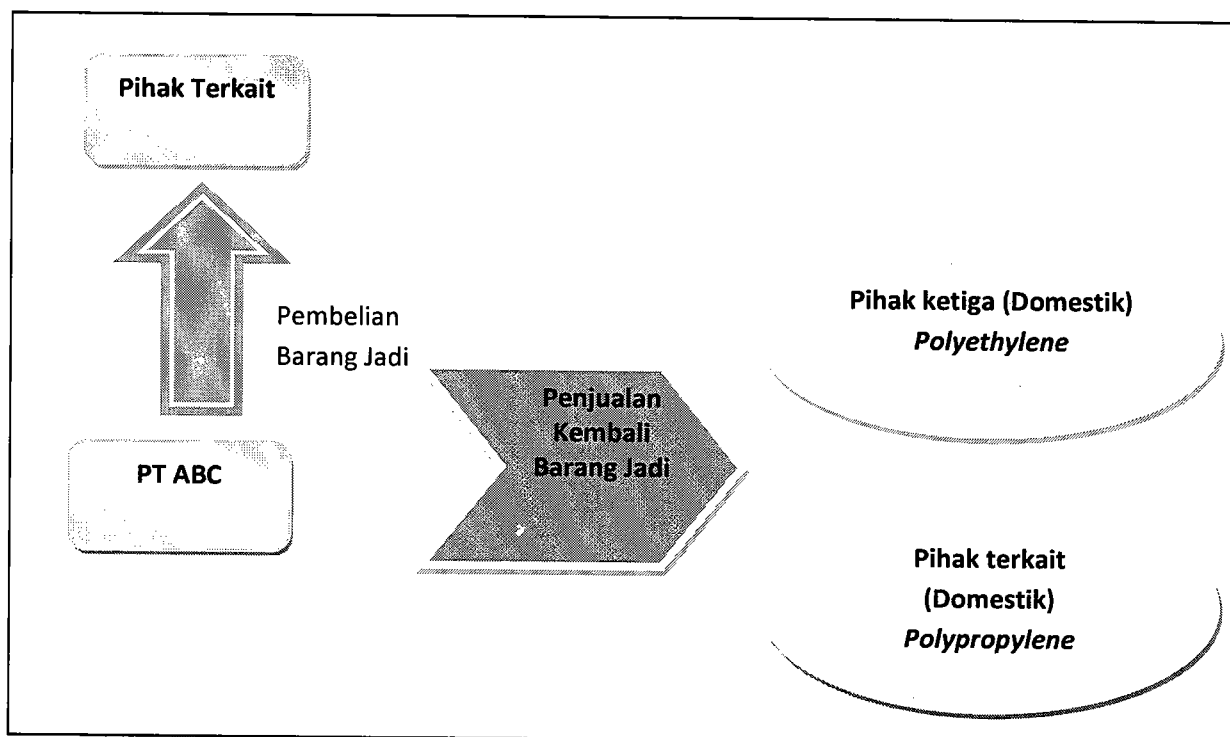 Pihak Terkait
Pembelian
Barang Jadi
PT ABC
Penjualan
Kembali
Barang Jadi
Pihak ketiga (Domestik)
Polyethylene
Pihak terkait
(Domestik)
Polypropylene